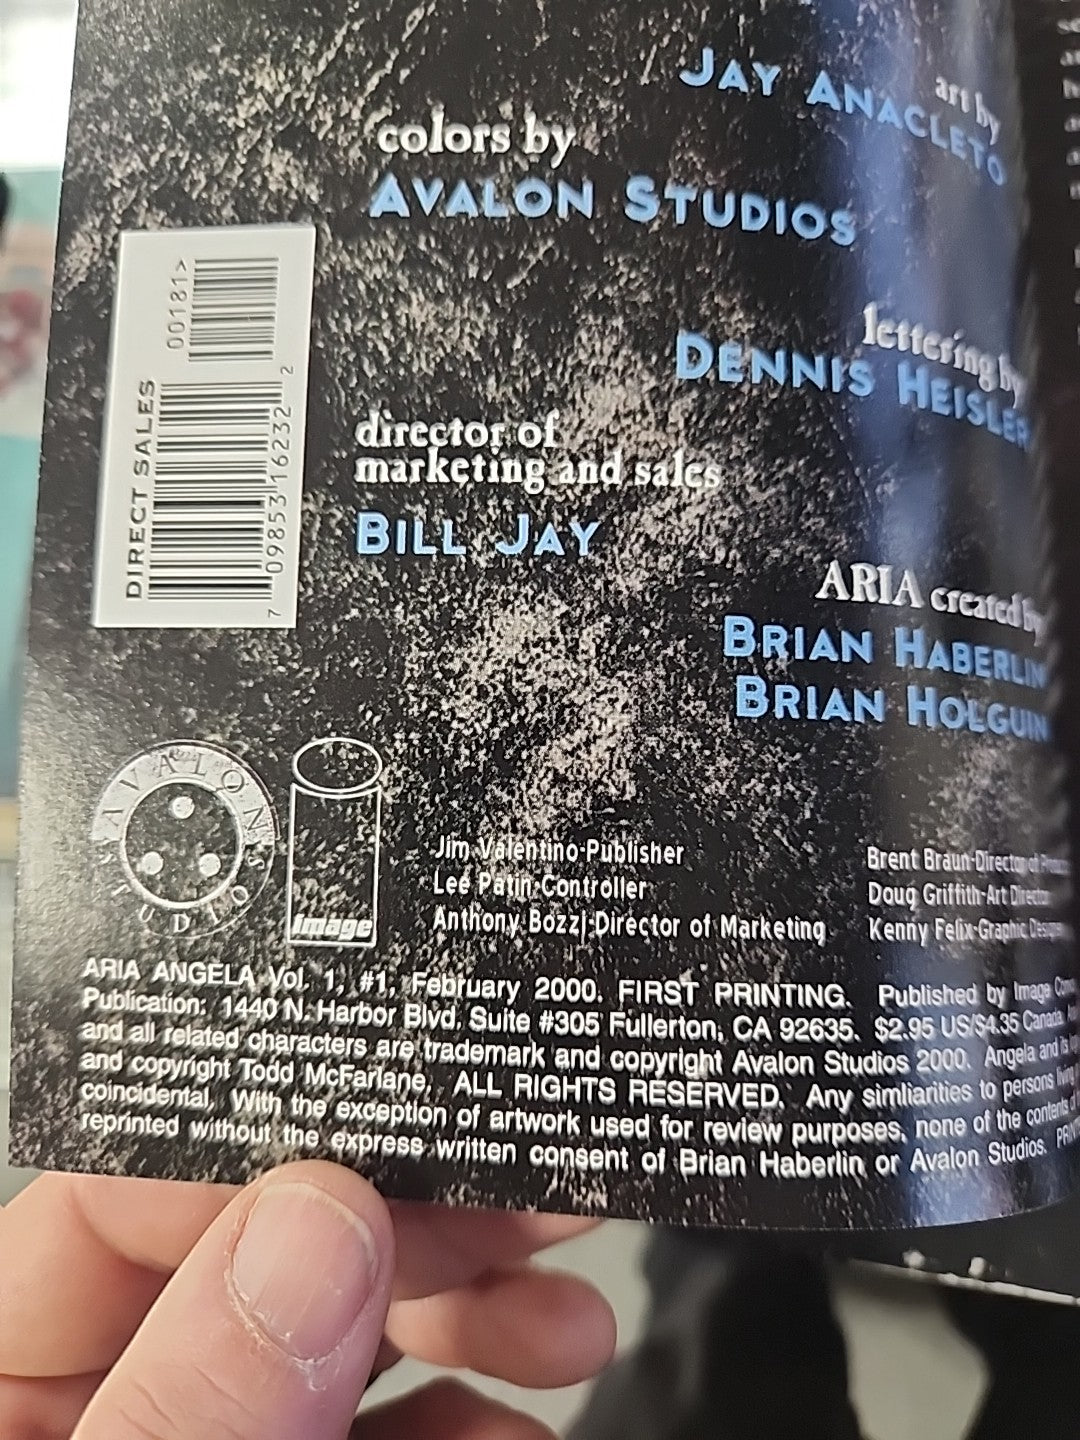 art by
JAY ANACLETO
colors by
AVALON STUDIOS
lettering by
DENNIS HEISLER
director of
marketing and sales
BILL JAY
ARIA created by
BRIAN HABERLIN
BRIAN HOLGUIN
DIRECT SALES
00181>
7 09853 16232 2
AVALON
STUDIOS
image
Jim Valentino-Publisher
Lee Patin-Controller
Anthony Bozzi-Director of Marketing
Brent Braun-Director of
Doug Griffith-Art Director
Kenny Felix-Graphic Designer
ARIA ANGELA Vol. 1, #1, February 2000. FIRST PRINTING. Published by Image
Publication: 1440 N. Harbor Blvd. Suite #305 Fullerton, CA 92635. $2.95 US/$4.35 Canada.
and all related characters are trademark and copyright Avalon Studios 2000. Angela and its
and copyright Todd McFarlane. ALL RIGHTS RESERVED. Any simliarities to persons living
coincidental. With the exception of artwork used for review purposes, none of the contents of
reprinted without the express written consent of Brian Haberlin or Avalon Studios.